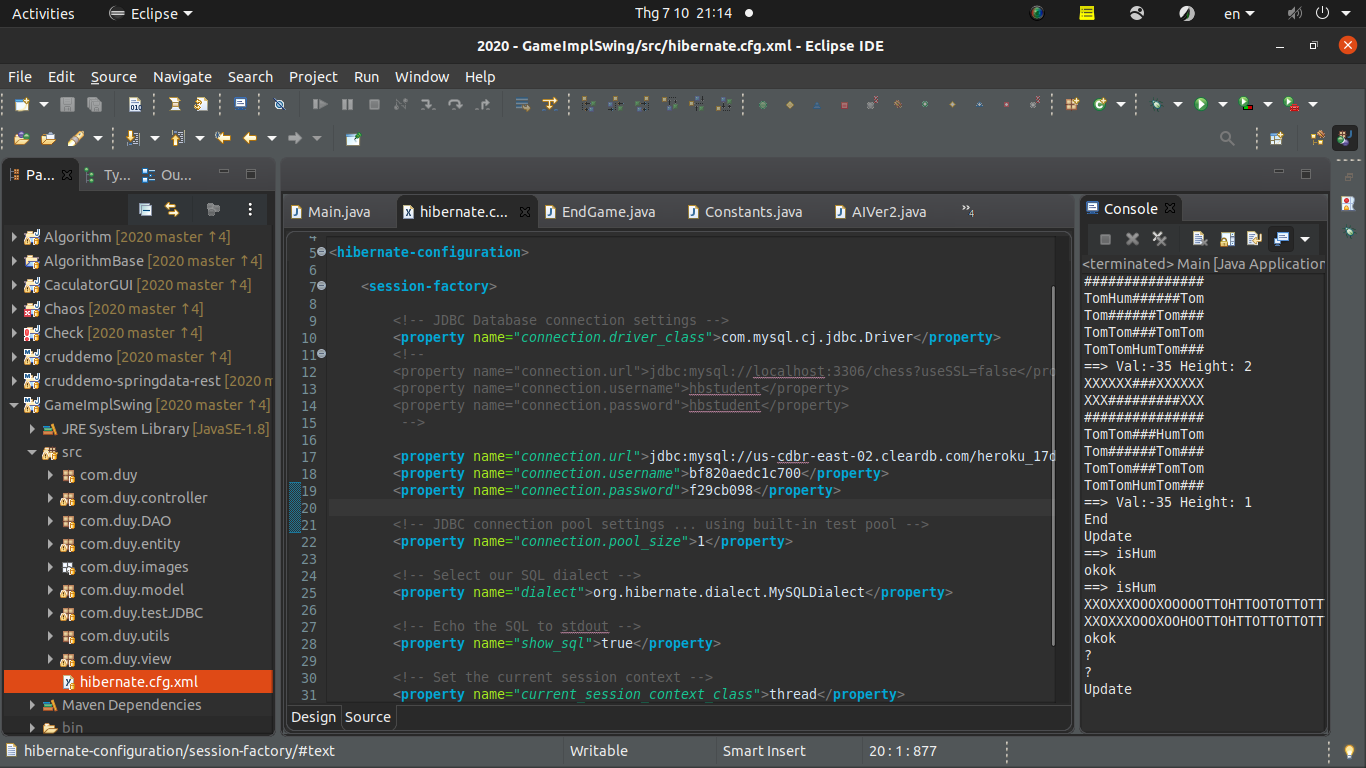 Activities
Eclipse
Thg 7 10 21:14
en
2020 - GameImplSwing/src/hibernate.cfg.xml - Eclipse IDE
File Edit Source Navigate Search Project Run Window Help
Pa... Ty... Ou...
Algorithm [2020 master ↑4]
AlgorithmBase [2020 master ↑4]
CaculatorGUI [2020 master ↑4]
Chaos [2020 master ↑4]
Check [2020 master ↑4]
cruddemo [2020 master ↑4]
cruddemo-springdata-rest [2020 m
GameImplSwing [2020 master ↑4]
JRE System Library [JavaSE-1.8]
src
com.duy
com.duy.controller
com.duy.DAO
com.duy.entity
com.duy.images
com.duy.model
com.duy.testJDBC
com.duy.utils
com.duy.view
hibernate.cfg.xml
Maven Dependencies
bin
Main.java hibernate.c... EndGame.java Constants.java AIVer2.java »4
4
5 <hibernate-configuration>
6
7 <session-factory>
8
9 <!-- JDBC Database connection settings -->
10 <property name="connection.driver_class">com.mysql.cj.jdbc.Driver</property>
11 <!--
12 <property name="connection.url">jdbc:mysql://localhost:3306/chess?useSSL=false</pro
13 <property name="connection.username">hbstudent</property>
14 <property name="connection.password">hbstudent</property>
15 -->
16
17 <property name="connection.url">jdbc:mysql://us-cdbr-east-02.cleardb.com/heroku_17d
18 <property name="connection.username">bf820aedc1c700</property>
19 <property name="connection.password">f29cb098</property>
20
21 <!-- JDBC connection pool settings ... using built-in test pool -->
22 <property name="connection.pool_size">1</property>
23
24 <!-- Select our SQL dialect -->
25 <property name="dialect">org.hibernate.dialect.MySQLDialect</property>
26
27 <!-- Echo the SQL to stdout -->
28 <property name="show_sql">true</property>
29
30 <!-- Set the current session context -->
31 <property name="current_session_context_class">thread</property>
Design Source
Console
<terminated> Main [Java Application
###############
TomHum######Tom
Tom######Tom###
TomTom###TomTom
TomTomHumTom###
==> Val:-35 Height: 2
XXXXXX###XXXXXX
XXX#########XXX
###############
TomTom###HumTom
Tom######Tom###
TomTom###TomTom
TomTomHumTom###
==> Val:-35 Height: 1
End
Update
==> isHum
okok
==> isHum
XXOXXXOOOXOOOOOTTOHTTOOTOTTOTT
XXOXXXOOOXOOHOOTTOHTTOTTOTTOTT
okok
?
?
Update
hibernate-configuration/session-factory/#text
Writable
Smart Insert
20 : 1 : 877